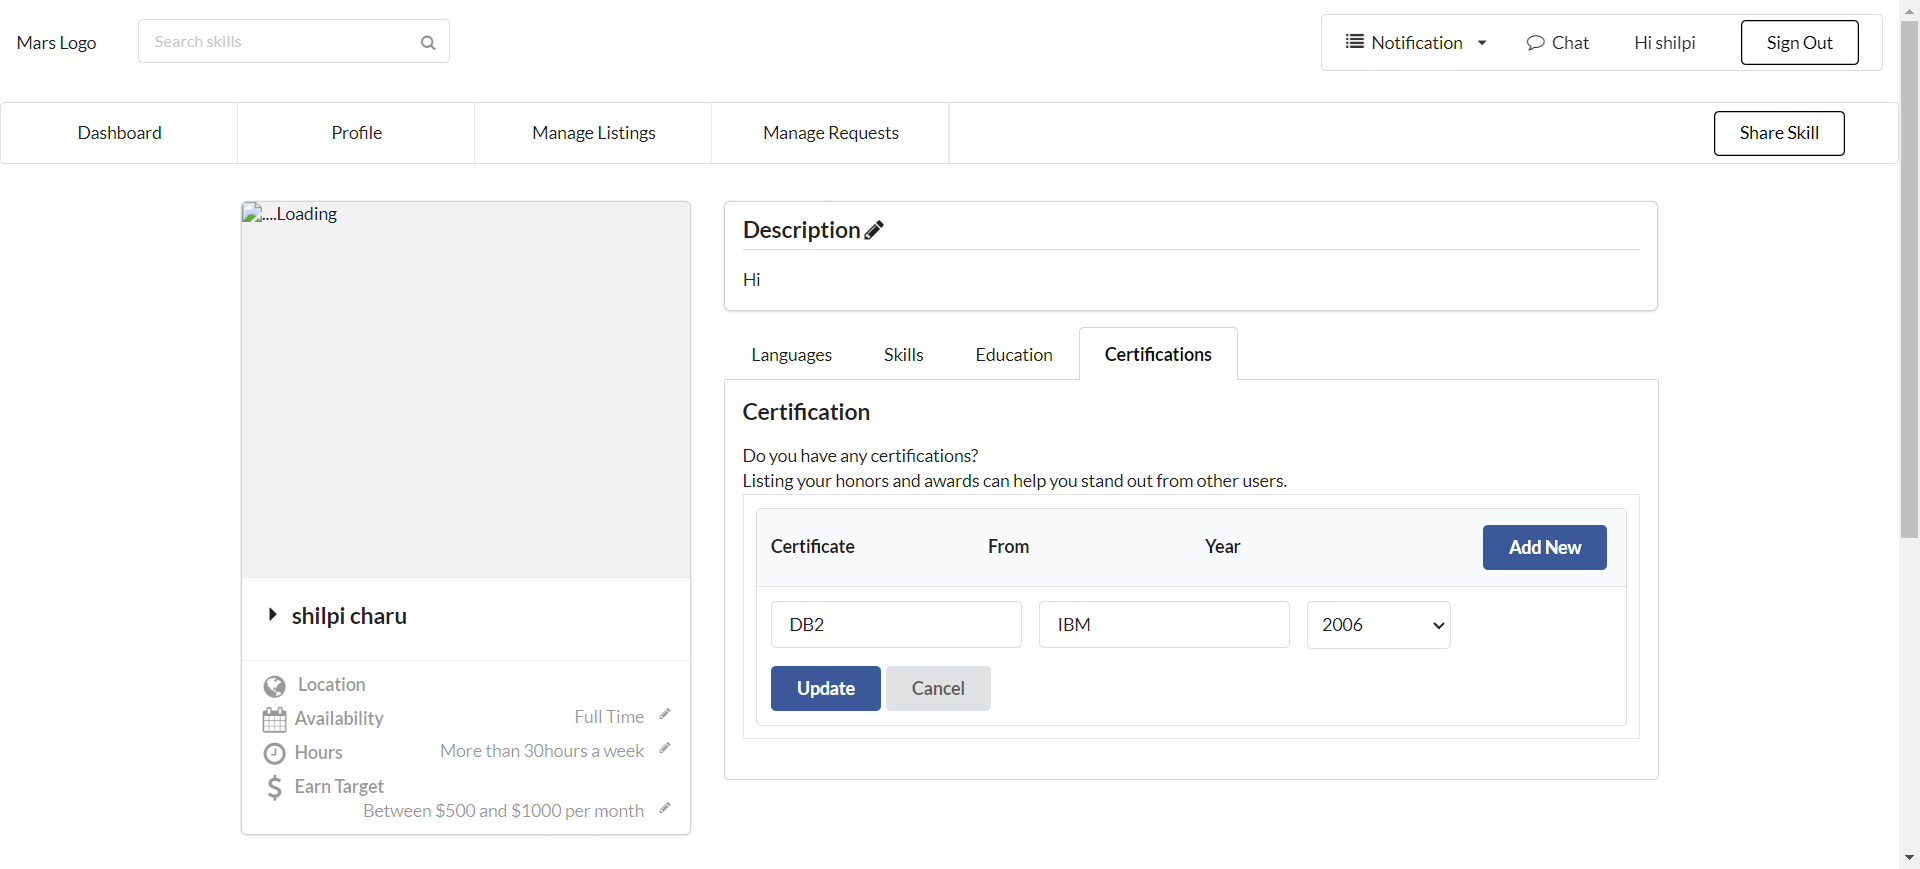 Mars Logo
Search skills
Notification
Chat
Hi shilpi
Sign Out
Dashboard
Profile
Manage Listings
Manage Requests
Share Skill
....Loading
shilpi charu
Location
Availability
Full Time
Hours
More than 30hours a week
Earn Target
Between $500 and $1000 per month
Description
Hi
Languages
Skills
Education
Certifications
Certification
Do you have any certifications?
Listing your honors and awards can help you stand out from other users.
Certificate
From
Year
Add New
DB2
IBM
2006
Update
Cancel